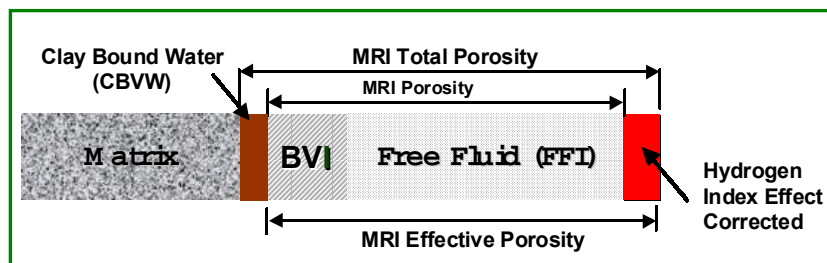 Clay Bound Water
(CBVW)
MRI Total Porosity
MRI Porosity
Matrix
BVI
Free Fluid (FFI)
Hydrogen
Index Effect
Corrected
MRI Effective Porosity